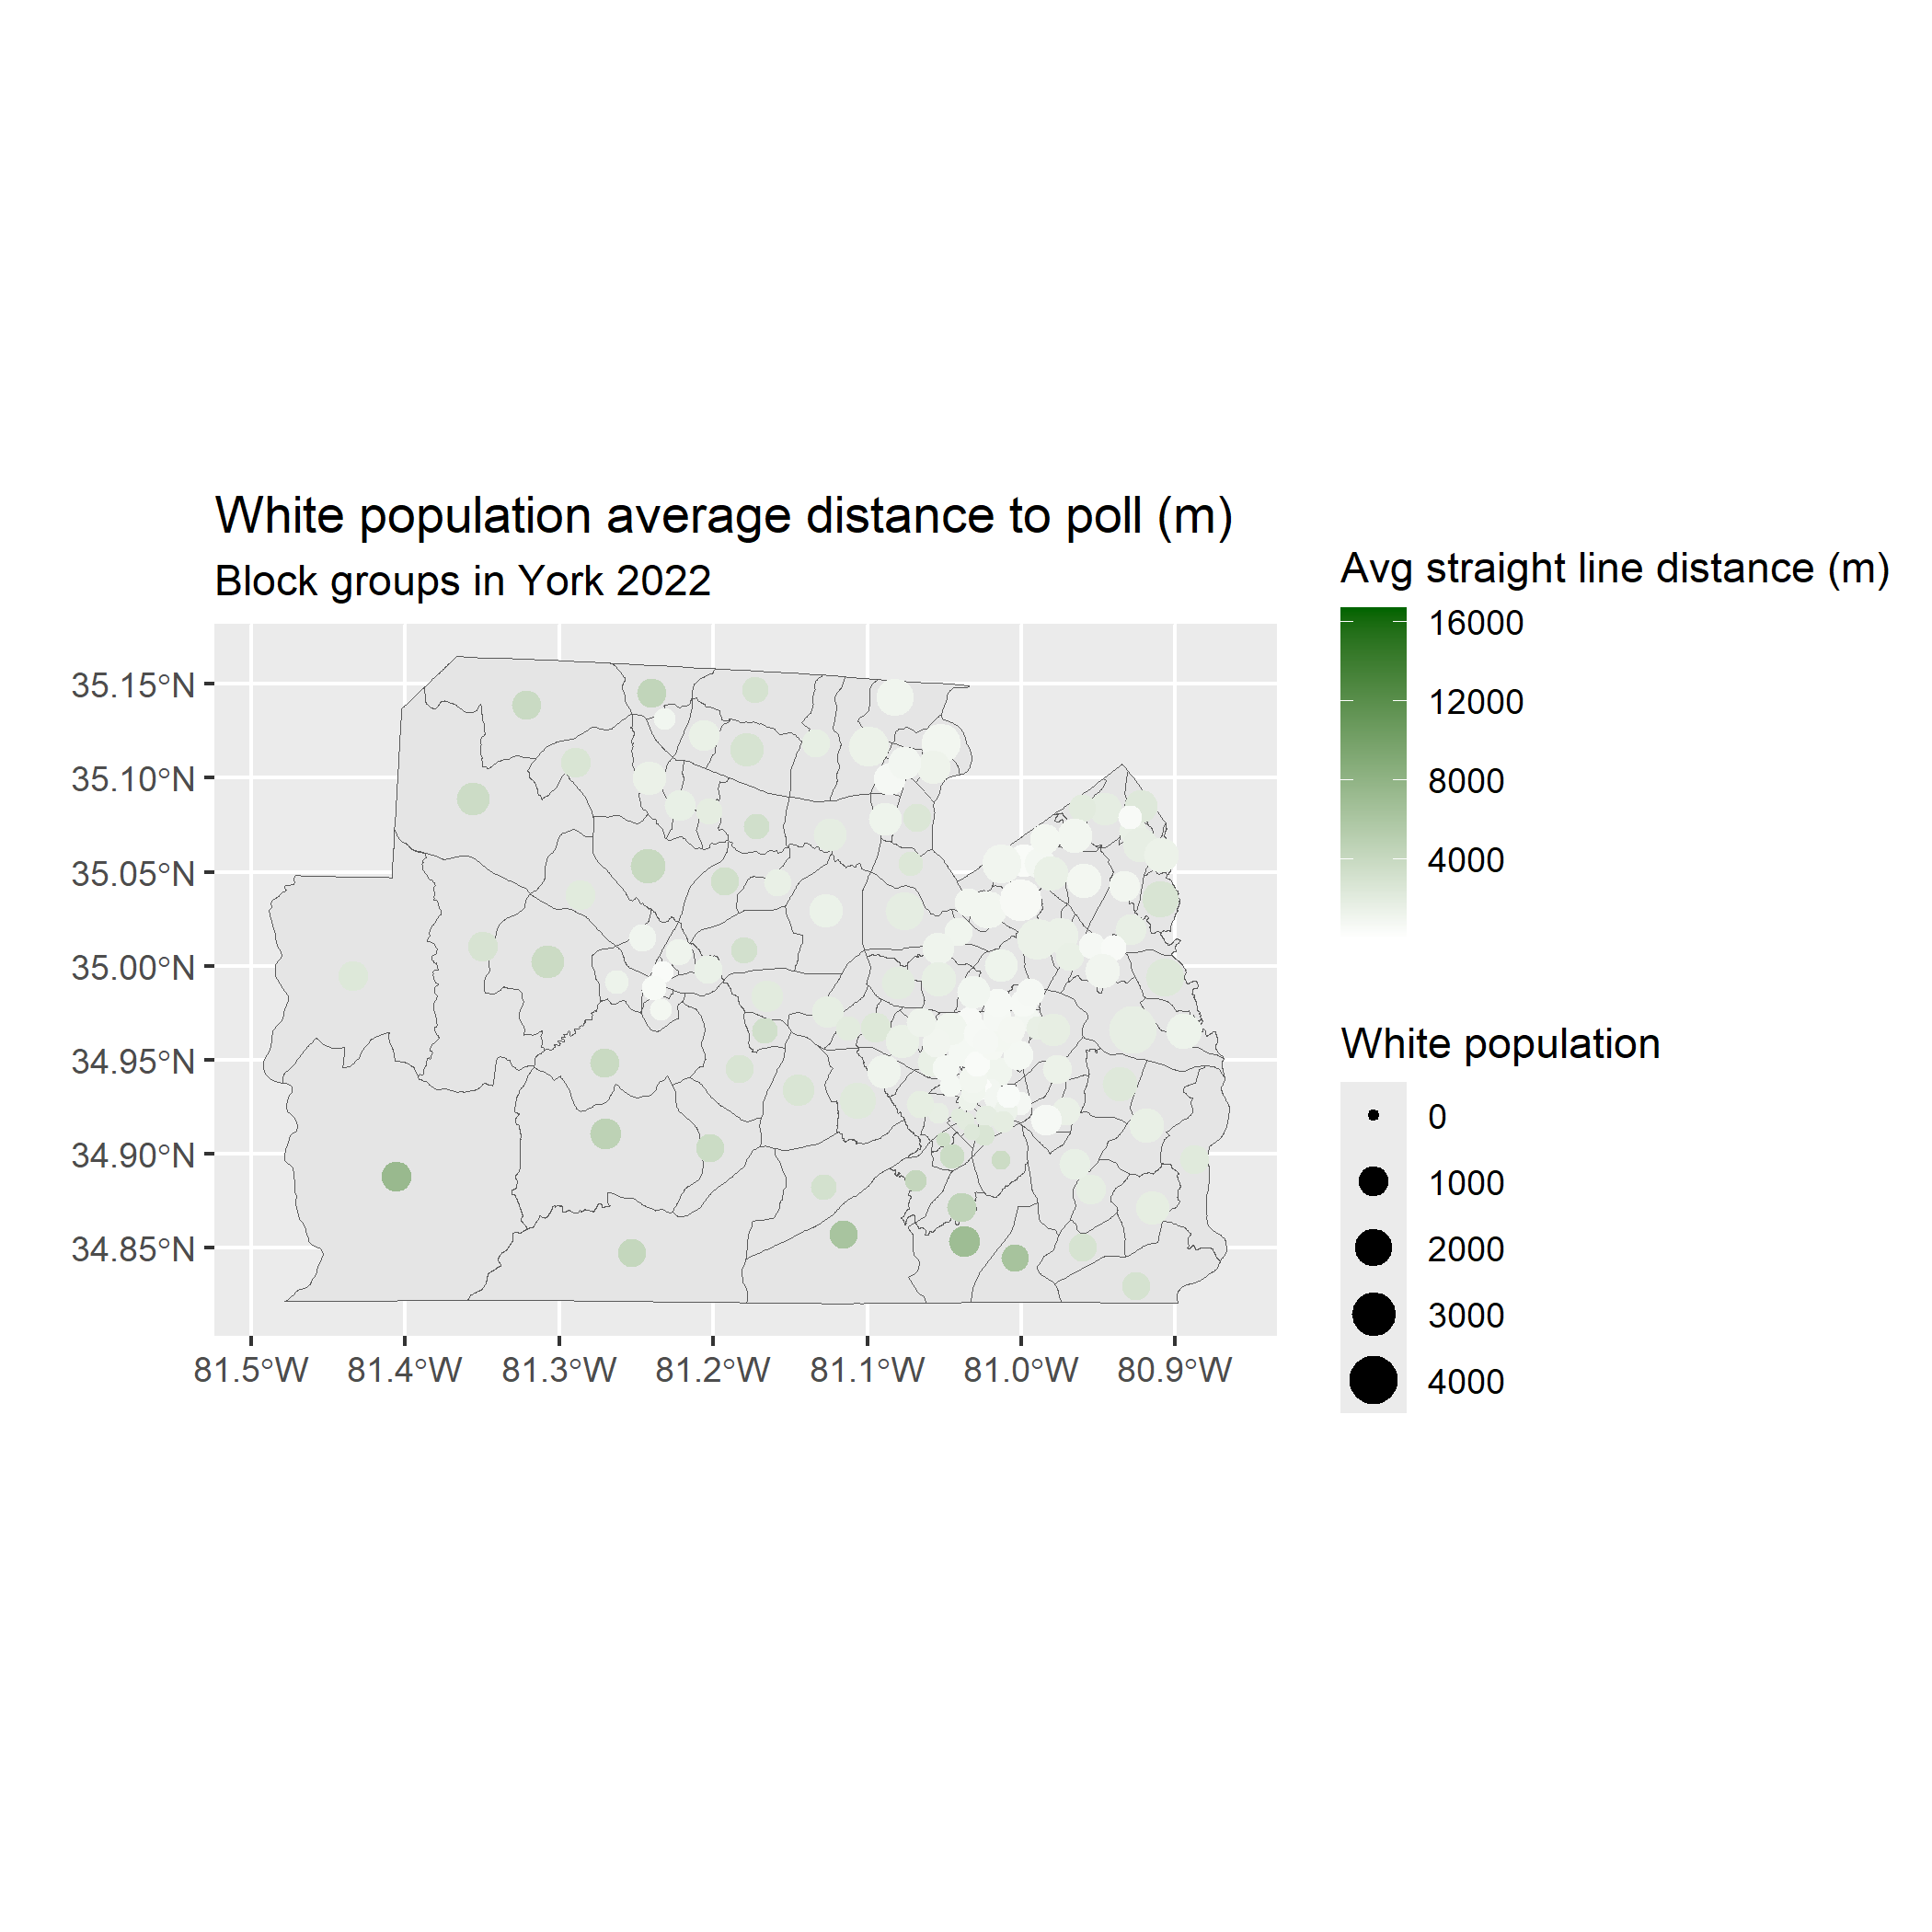 White population average distance to poll (m)
Block groups in York 2022
35.15°N
35.10°N
35.05°N
35.00°N
34.95°N
34.90°N
34.85°N
81.5°W 81.4°W 81.3°W 81.2°W 81.1°W 81.0°W 80.9°W
Avg straight line distance (m)
16000
12000
8000
4000
White population
0
1000
2000
3000
4000